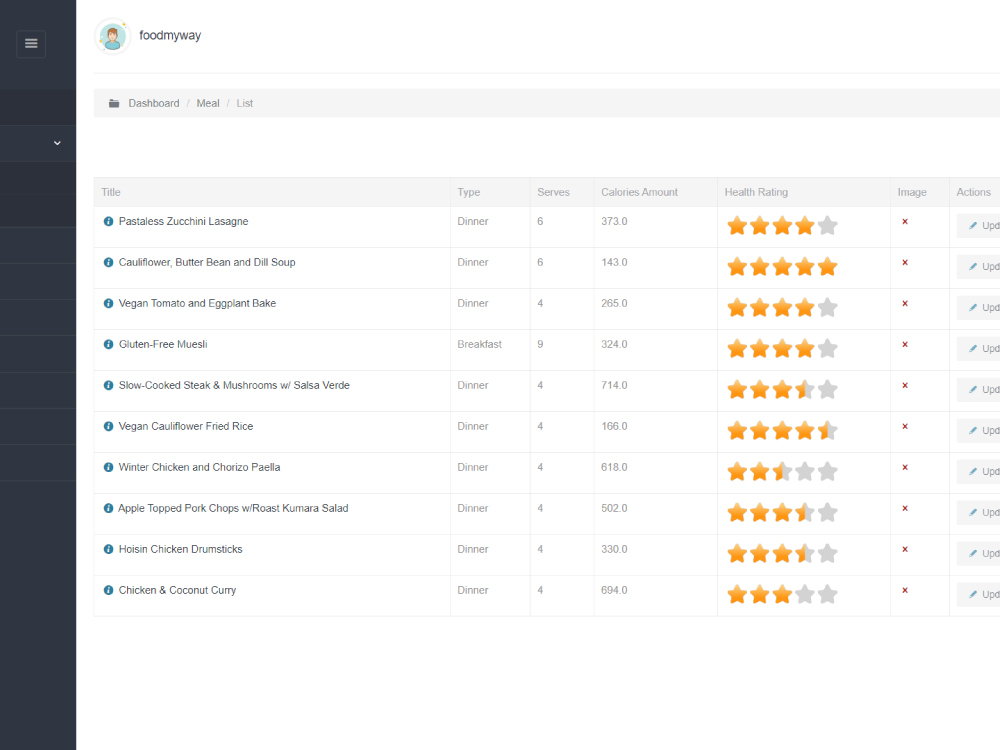 foodmyway
Dashboard / Meal / List
Title Type Serves Calories Amount Health Rating Image Actions
Pastaless Zucchini Lasagne Dinner 6 373.0 × Upd
Cauliflower, Butter Bean and Dill Soup Dinner 6 143.0 × Upd
Vegan Tomato and Eggplant Bake Dinner 4 265.0 × Upd
Gluten-Free Muesli Breakfast 9 324.0 × Upd
Slow-Cooked Steak & Mushrooms w/ Salsa Verde Dinner 4 714.0 × Upd
Vegan Cauliflower Fried Rice Dinner 4 166.0 × Upd
Winter Chicken and Chorizo Paella Dinner 4 618.0 × Upd
Apple Topped Pork Chops w/Roast Kumara Salad Dinner 4 502.0 × Upd
Hoisin Chicken Drumsticks Dinner 4 330.0 × Upd
Chicken & Coconut Curry Dinner 4 694.0 × Upd